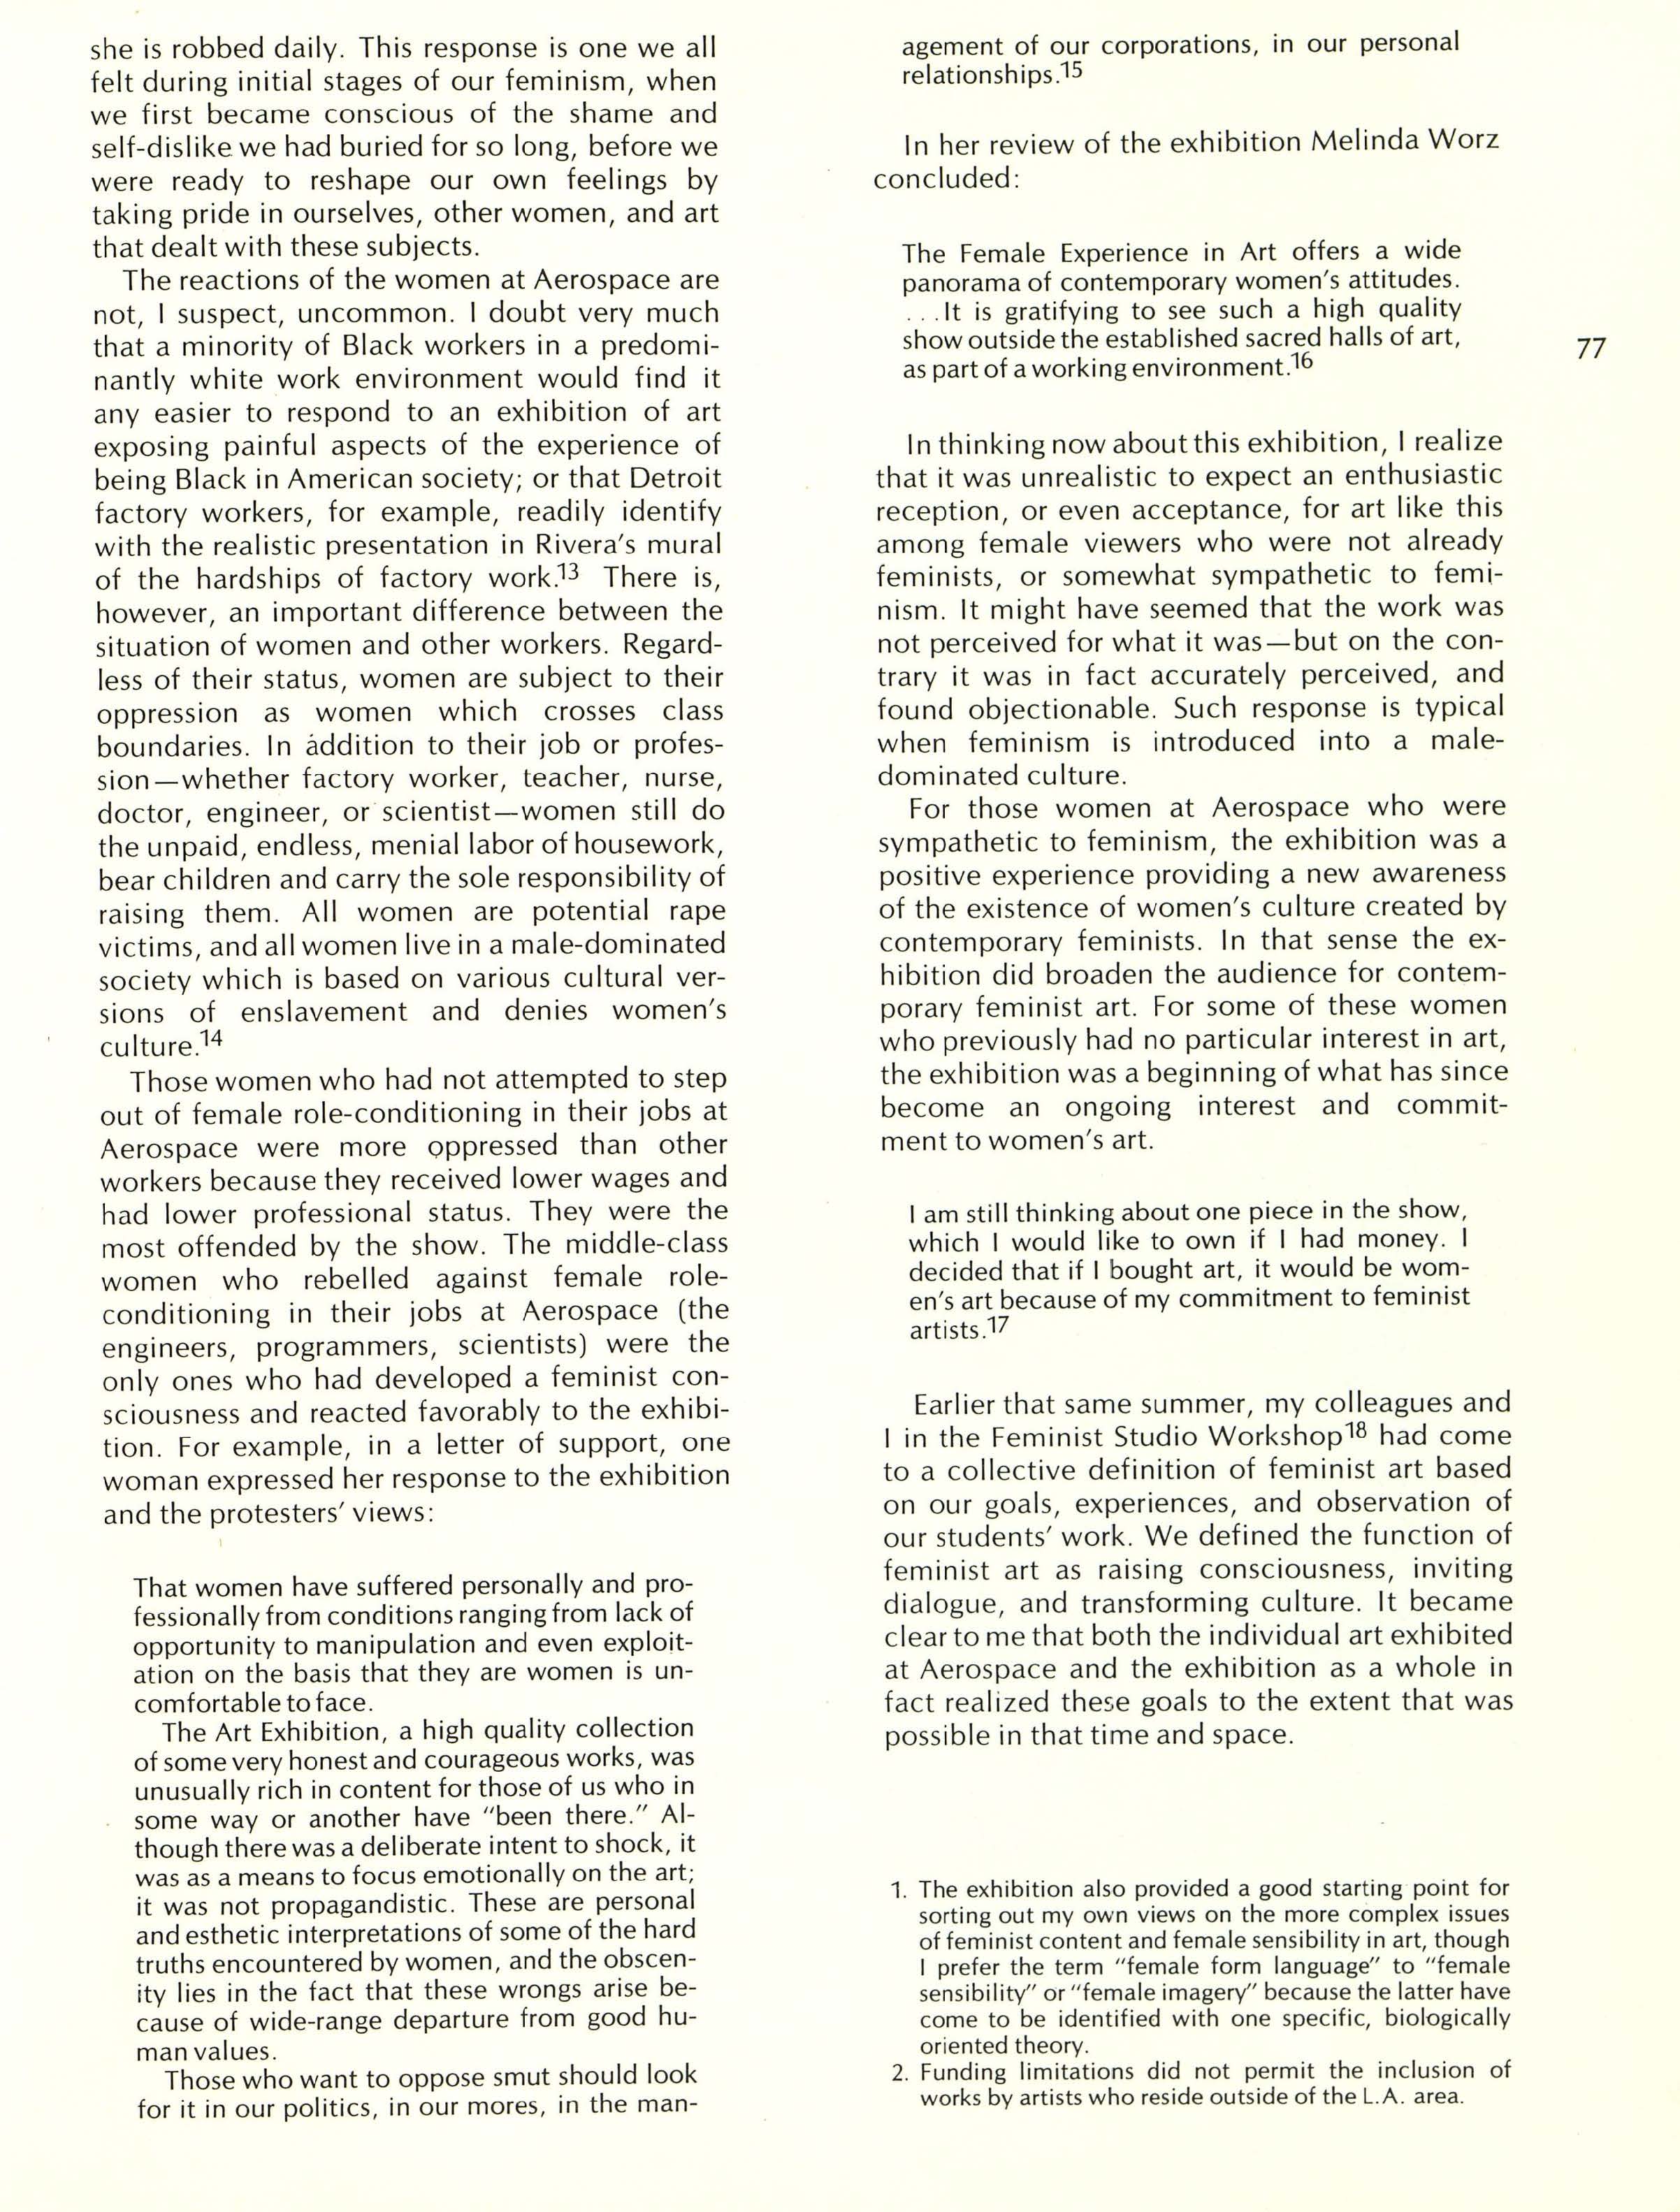 she is robbed daily. This response is one we all
felt during initial stages of our feminism, when
we first became conscious of the shame and
self-dislike we had buried for so long, before we
were ready to reshape our own feelings by
taking pride in ourselves, other women, and art
that dealt with these subjects.
The reactions of the women at Aerospace are
not, I suspect, uncommon. I doubt very much
that a minority of Black workers in a predomi-
nantly white work environment would find it
any easier to respond to an exhibition of art
exposing painful aspects of the experience of
being Black in American society; or that Detroit
factory workers, for example, readily identify
with the realistic presentation in Rivera's mural
of the hardships of factory work.13 There is,
however, an important difference between the
situation of women and other workers. Regard-
less of their status, women are subject to their
oppression as women which crosses class
boundaries. In addition to their job or profes-
sion—whether factory worker, teacher, nurse,
doctor, engineer, or scientist—women still do
the unpaid, endless, menial labor of housework,
bear children and carry the sole responsibility of
raising them. All women are potential rape
victims, and all women live in a male-dominated
society which is based on various cultural ver-
sions of enslavement and denies women's
culture.14
Those women who had not attempted to step
out of female role-conditioning in their jobs at
Aerospace were more oppressed than other
workers because they received lower wages and
had lower professional status. They were the
most offended by the show. The middle-class
women who rebelled against female role-
conditioning in their jobs at Aerospace (the
engineers, programmers, scientists) were the
only ones who had developed a feminist con-
sciousness and reacted favorably to the exhibi-
tion. For example, in a letter of support, one
woman expressed her response to the exhibition
and the protesters' views:
That women have suffered personally and pro-
fessionally from conditions ranging from lack of
opportunity to manipulation and even exploit-
ation on the basis that they are women is un-
comfortable to face.
The Art Exhibition, a high quality collection
of some very honest and courageous works, was
unusually rich in content for those of us who in
some way or another have "been there." Al-
though there was a deliberate intent to shock, it
was as a means to focus emotionally on the art;
it was not propagandistic. These are personal
and esthetic interpretations of some of the hard
truths encountered by women, and the obscen-
ity lies in the fact that these wrongs arise be-
cause of wide-range departure from good hu-
man values.
Those who want to oppose smut should look
for it in our politics, in our mores, in the man-
agement of our corporations, in our personal
relationships.15
In her review of the exhibition Melinda Worz
concluded:
The Female Experience in Art offers a wide
panorama of contemporary women's attitudes.
...It is gratifying to see such a high quality
show outside the established sacred halls of art,
as part of a working environment.16
77
In thinking now about this exhibition, I realize
that it was unrealistic to expect an enthusiastic
reception, or even acceptance, for art like this
among female viewers who were not already
feminists, or somewhat sympathetic to femi-
nism. It might have seemed that the work was
not perceived for what it was—but on the con-
trary it was in fact accurately perceived, and
found objectionable. Such response is typical
when feminism is introduced into a male-
dominated culture.
For those women at Aerospace who were
sympathetic to feminism, the exhibition was a
positive experience providing a new awareness
of the existence of women's culture created by
contemporary feminists. In that sense the ex-
hibition did broaden the audience for contem-
porary feminist art. For some of these women
who previously had no particular interest in art,
the exhibition was a beginning of what has since
become an ongoing interest and commit-
ment to women's art.
I am still thinking about one piece in the show,
which I would like to own if I had money. I
decided that if I bought art, it would be wom-
en's art because of my commitment to feminist
artists.17
Earlier that same summer, my colleagues and
I in the Feminist Studio Workshop18 had come
to a collective definition of feminist art based
on our goals, experiences, and observation of
our students' work. We defined the function of
feminist art as raising consciousness, inviting
dialogue, and transforming culture. It became
clear to me that both the individual art exhibited
at Aerospace and the exhibition as a whole in
fact realized these goals to the extent that was
possible in that time and space.
1. The exhibition also provided a good starting point for
sorting out my own views on the more complex issues
of feminist content and female sensibility in art, though
I prefer the term "female form language" to "female
sensibility" or "female imagery" because the latter have
come to be identified with one specific, biologically
oriented theory.
2. Funding limitations did not permit the inclusion of
works by artists who reside outside of the L.A. area.